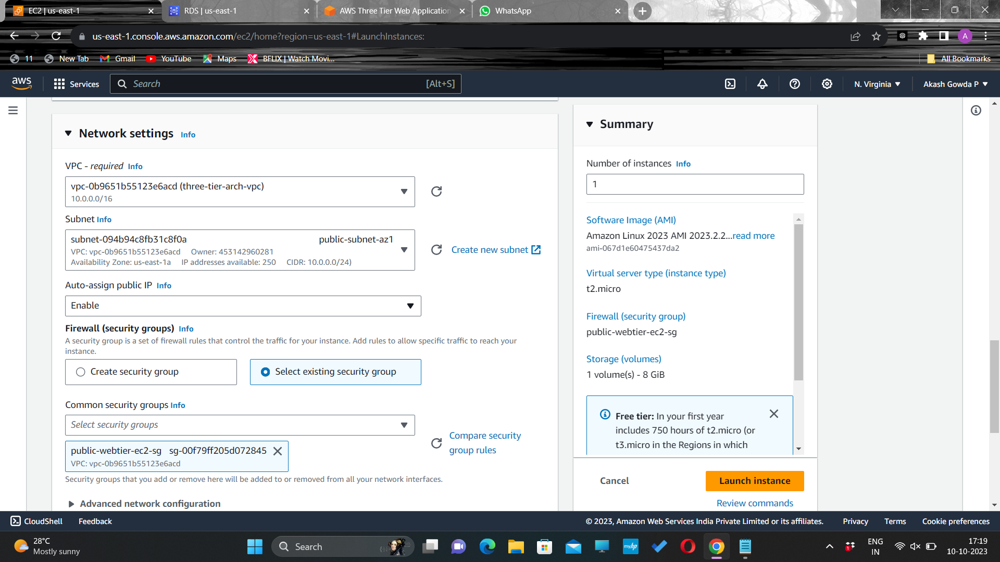 EC2 | us-east-1
RDS | us-east-1
AWS Three Tier Web Application
WhatsApp
us-east-1.console.aws.amazon.com/ec2/home?region=us-east-1#LaunchInstances:
A
11
New Tab
Gmail
YouTube
Maps
BFLIX | Watch Movi...
All Bookmarks
aws
Services
Search
[Alt+S]
N. Virginia
Akash Gowda P
Network settings Info
VPC - required Info
vpc-0b9651b55123e6acd (three-tier-arch-vpc)
10.0.0.0/16
Subnet Info
subnet-094b94c8fb31c8f0a public-subnet-az1
VPC: vpc-0b9651b55123e6acd Owner: 453142960281
Availability Zone: us-east-1a IP addresses available: 250 CIDR: 10.0.0.0/24)
Create new subnet
Auto-assign public IP Info
Enable
Firewall (security groups) Info
A security group is a set of firewall rules that control the traffic for your instance. Add rules to allow specific traffic to reach your
instance.
Create security group
Select existing security group
Common security groups Info
Select security groups
public-webtier-ec2-sg sg-00f79ff205d072845
VPC: vpc-0b9651b55123e6acd
Compare security
group rules
Security groups that you add or remove here will be added to or removed from all your network interfaces.
Advanced network configuration
Summary
Number of instances Info
1
Software Image (AMI)
Amazon Linux 2023 AMI 2023.2.2...read more
ami-067d1e60475437da2
Virtual server type (instance type)
t2.micro
Firewall (security group)
public-webtier-ec2-sg
Storage (volumes)
1 volume(s) - 8 GiB
Free tier: In your first year
includes 750 hours of t2.micro (or
t3.micro in the Regions in which
Cancel
Launch instance
Review commands
CloudShell
Feedback
© 2023, Amazon Web Services India Private Limited or its affiliates.
Privacy
Terms
Cookie preferences
28°C
Mostly sunny
Search
myhp
1
ENG
IN
17:19
10-10-2023